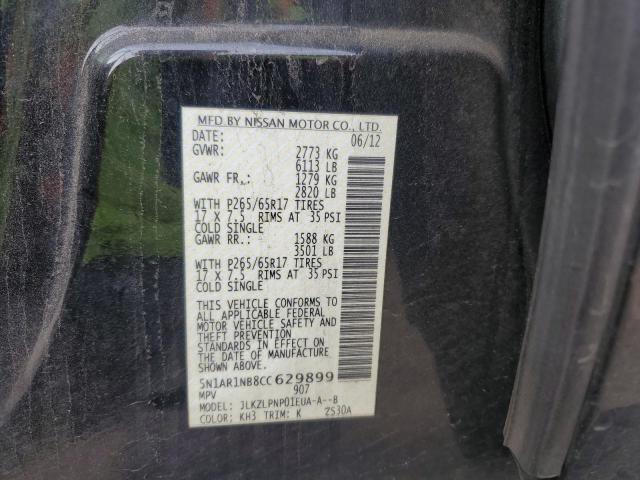 MFD.BY NISSAN MOTOR CO., LTD.
DATE: 06/12
GVWR: 2773 KG
6113 LB
GAWR FR.: 1279 KG
2820 LB
WITH P265/65R17 TIRES
17 X 7.5 RIMS AT 35 PSI
COLD SINGLE
GAWR RR.: 1588 KG
3501 LB
WITH P265/65R17 TIRES
17 X 7.5 RIMS AT 35 PSI
COLD SINGLE
THIS VEHICLE CONFORMS TO
ALL APPLICABLE FEDERAL
MOTOR VEHICLE SAFETY AND
THEFT PREVENTION
STANDARDS IN EFFECT ON
THE DATE OF MANUFACTURE
SHOWN ABOVE.
5N1AR1NB8CC629899
MPV 907
MODEL: JLKZLPNP01EUA-A--B
COLOR: KH3 TRIM: K ZS30A